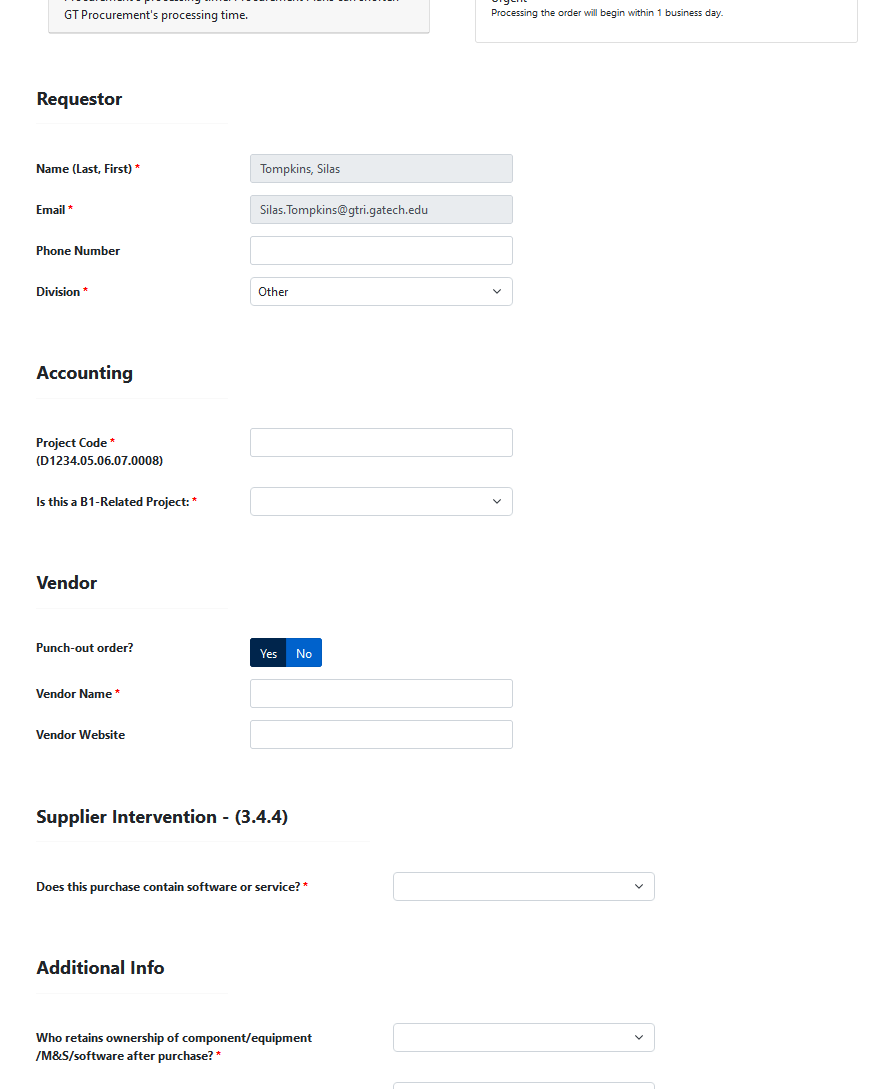 GT Procurement's processing time.
Urgent
Processing the order will begin within 1 business day.
Requestor
Name (Last, First) *
Tompkins, Silas
Email *
Silas.Tompkins@gtri.gatech.edu
Phone Number
Division *
Other
Accounting
Project Code *
(D1234.05.06.07.0008)
Is this a B1-Related Project: *
Vendor
Punch-out order?
Yes No
Vendor Name *
Vendor Website
Supplier Intervention - (3.4.4)
Does this purchase contain software or service? *
Additional Info
Who retains ownership of component/equipment
/M&S/software after purchase? *